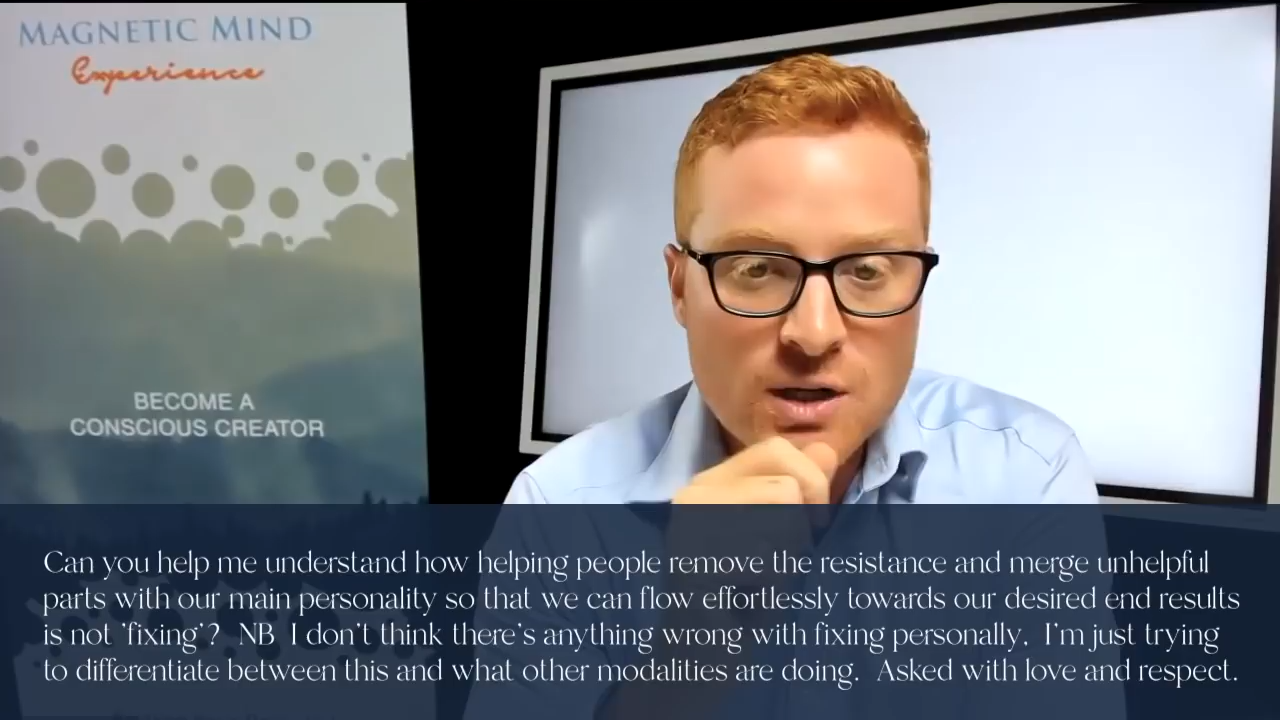 MAGNETIC MIND
Experience
BECOME A
CONSCIOUS CREATOR
Can you help me understand how helping people remove the resistance and merge unhelpful
parts with our main personality so that we can flow effortlessly towards our desired end results
is not 'fixing'?  NB  I don't think there's anything wrong with fixing personally,  I'm just trying
to differentiate between this and what other modalities are doing.  Asked with love and respect.